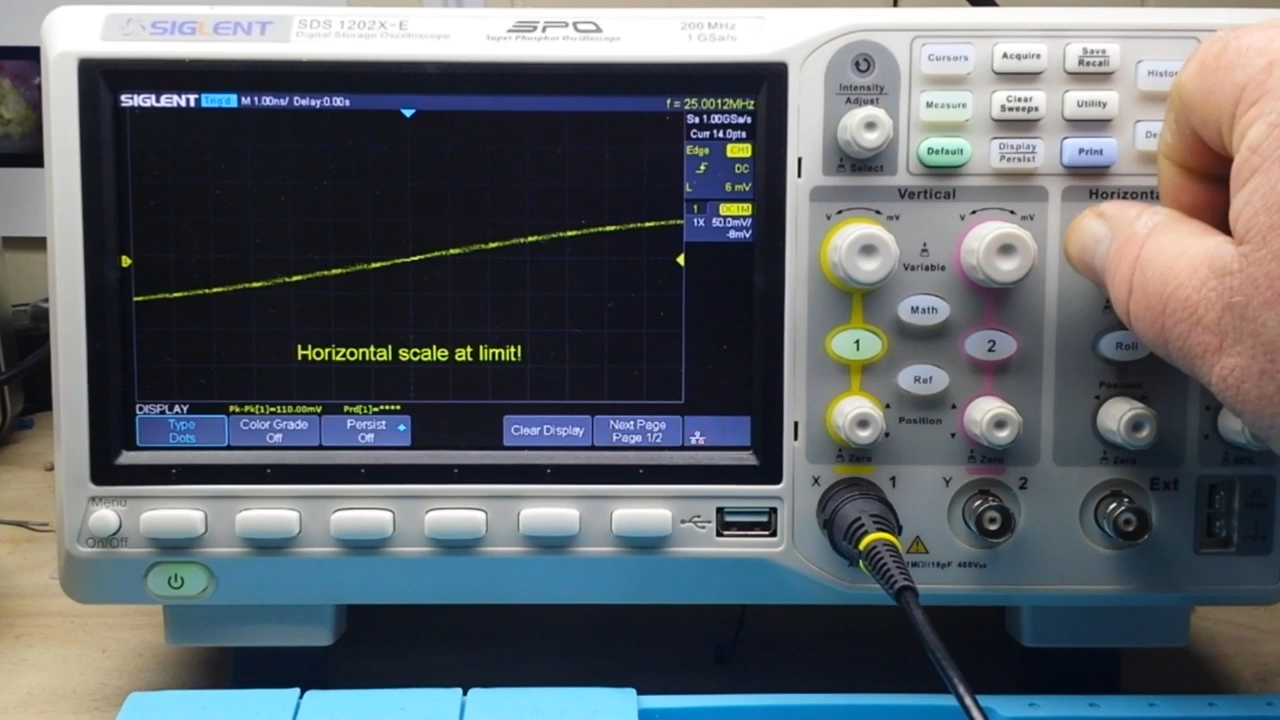 SIGLENT
SDS 1202X-E
Digital Storage Oscilloscope
SPO
Super Phosphor Oscilloscope
200 MHz
1 GSa/s
SIGLENT Trig'd M 1.00ns/ Delay:0.00s
f = 25.0012MHz
Sa 1.00GSa/s
Curr 14.0pts
Edge CH1
DC
L 6 mV
1 DC1M
1X 50.0mV/
-8mV
Horizontal scale at limit!
DISPLAY Pk-Pk[1]=110.00mV Prd[1]=****
Type
Dots
Color Grade
Off
Persist
Off
Clear Display
Next Page
Page 1/2
Menu
On/Off
Intensity
Adjust
Select
Cursors
Acquire
Save
Recall
Measure
Clear
Sweeps
Utility
Default
Display
Persist
Print
Vertical
V mV
V mV
Variable
Math
1
2
Ref
Position
Zero
Zero
Roll
Position
Zero
X 1
Y 2
Ext